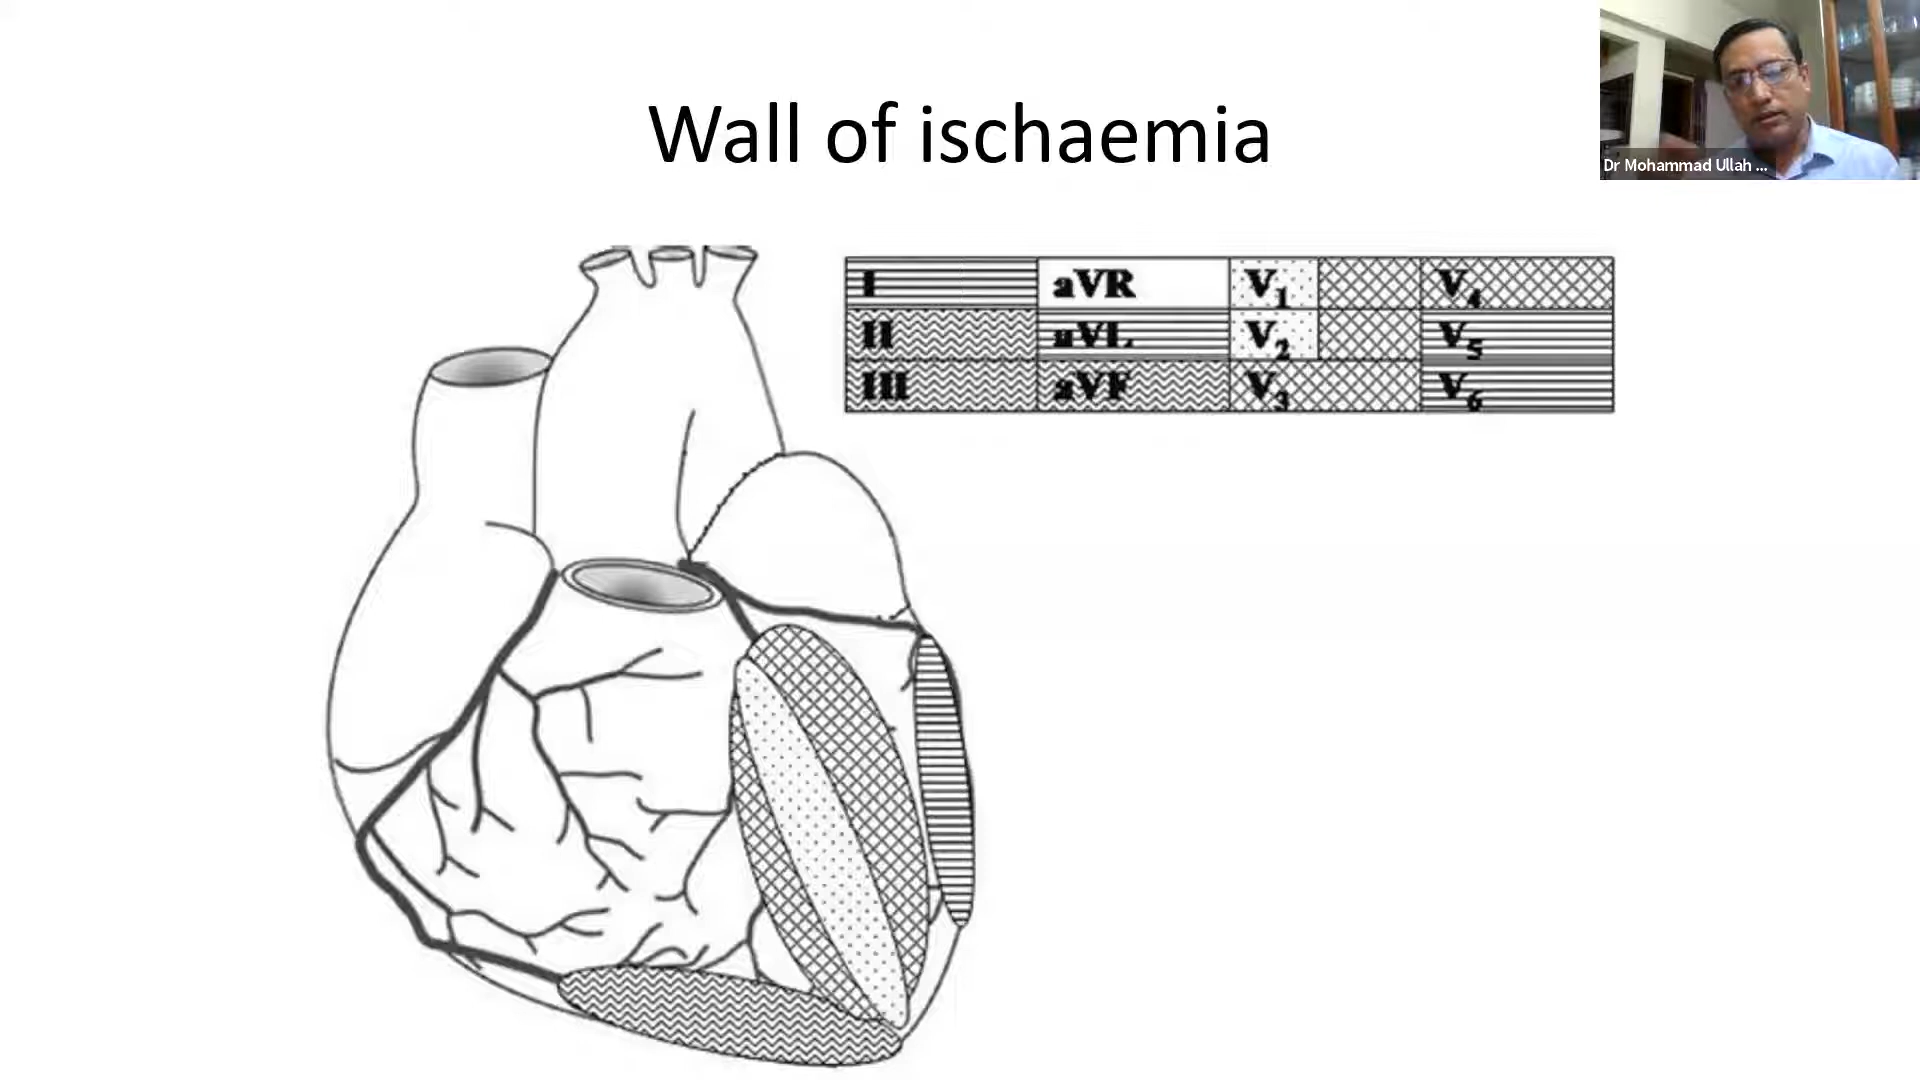 Wall of ischaemia
Dr Mohammad Ullah ...
I aVR V1 V4
II aVL V2 V5
III aVF V3 V6